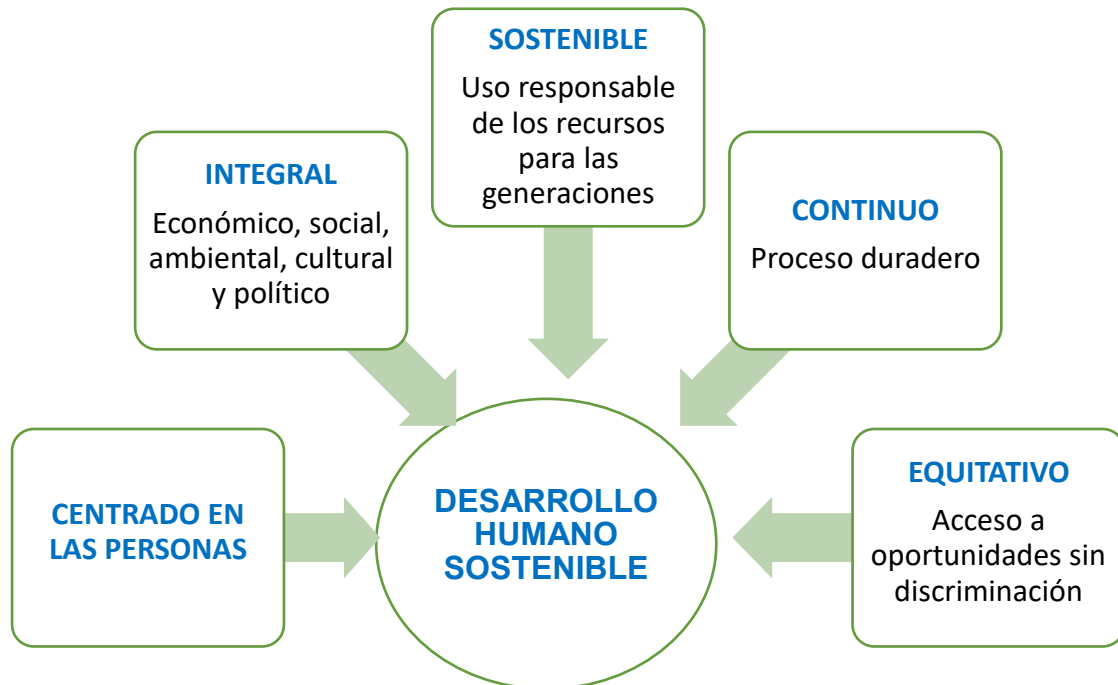 SOSTENIBLE
Uso responsable
de los recursos
para las
generaciones
INTEGRAL
Económico, social,
ambiental, cultural
y político
CONTINUO
Proceso duradero
CENTRADO EN
LAS PERSONAS
DESARROLLO
HUMANO
SOSTENIBLE
EQUITATIVO
Acceso a
oportunidades sin
discriminación